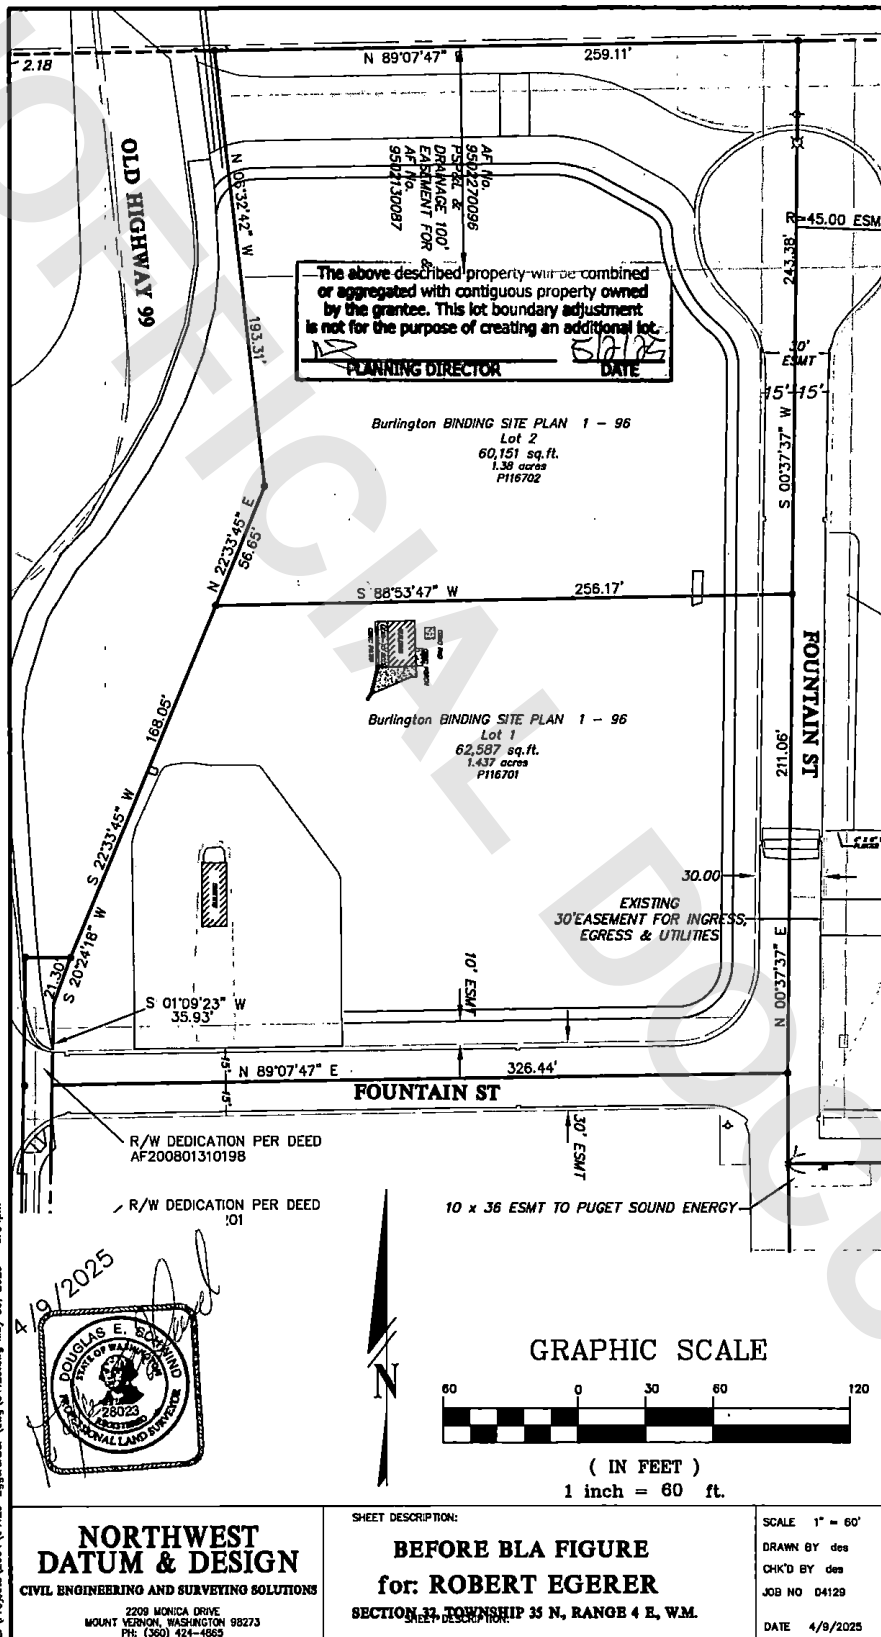 UNOFFICIAL DOCU
2.18
N 89°07'47" E
259.11'
OLD HIGHWAY 99
N 06°32'42" W
193.31'
AF No.
9502270096
PSP&L &
DRAINAGE 100'
EASEMENT FOR &
AF No.
9502130087
R=45.00 ESM
243.38'
The above described property will be combined
or aggregated with contiguous property owned
by the grantee. This lot boundary adjustment
is not for the purpose of creating an additional lot.
5/2/25
PLANNING DIRECTOR
DATE
30'
ESMT
15' 15'
S 00°37'37" W
Burlington BINDING SITE PLAN 1 - 96
Lot 2
60,151 sq.ft.
1.38 acres
P116702
N 22°33'45" E
56.65'
S 88°53'47" W
256.17'
FOUNTAIN ST
168.05'
S 22°33'45" W
Burlington BINDING SITE PLAN 1 - 96
Lot 1
62,587 sq.ft.
1.437 acres
P116701
211.06'
30.00
EXISTING
30'EASEMENT FOR INGRESS,
EGRESS & UTILITIES
N 00°37'37" E
21.30'
S 20°24'18" W
S 01°09'23" W
35.93'
10' ESMT
N 89°07'47" E
326.44'
15' 15'
FOUNTAIN ST
30' ESMT
R/W DEDICATION PER DEED
AF200801310198
R/W DEDICATION PER DEED
01
10 x 36 ESMT TO PUGET SOUND ENERGY
4/9/2025
DOUGLAS E. SCHWIND
STATE OF WASHINGTON
28023
REGISTERED
PROFESSIONAL LAND SURVEYOR
N
GRAPHIC SCALE
60 0 30 60 120
( IN FEET )
1 inch = 60 ft.
NORTHWEST
DATUM & DESIGN
CIVIL ENGINEERING AND SURVEYING SOLUTIONS
2209 MONICA DRIVE
MOUNT VERNON, WASHINGTON 98273
PH: (360) 424-4865
SHEET DESCRIPTION:
BEFORE BLA FIGURE
for: ROBERT EGERER
SECTION 32, TOWNSHIP 35 N., RANGE 4 E., W.M.
SHEET DESCRIPTION:
SCALE 1" = 60'
DRAWN BY des
CHK'D BY des
JOB NO 04129
DATE 4/9/2025